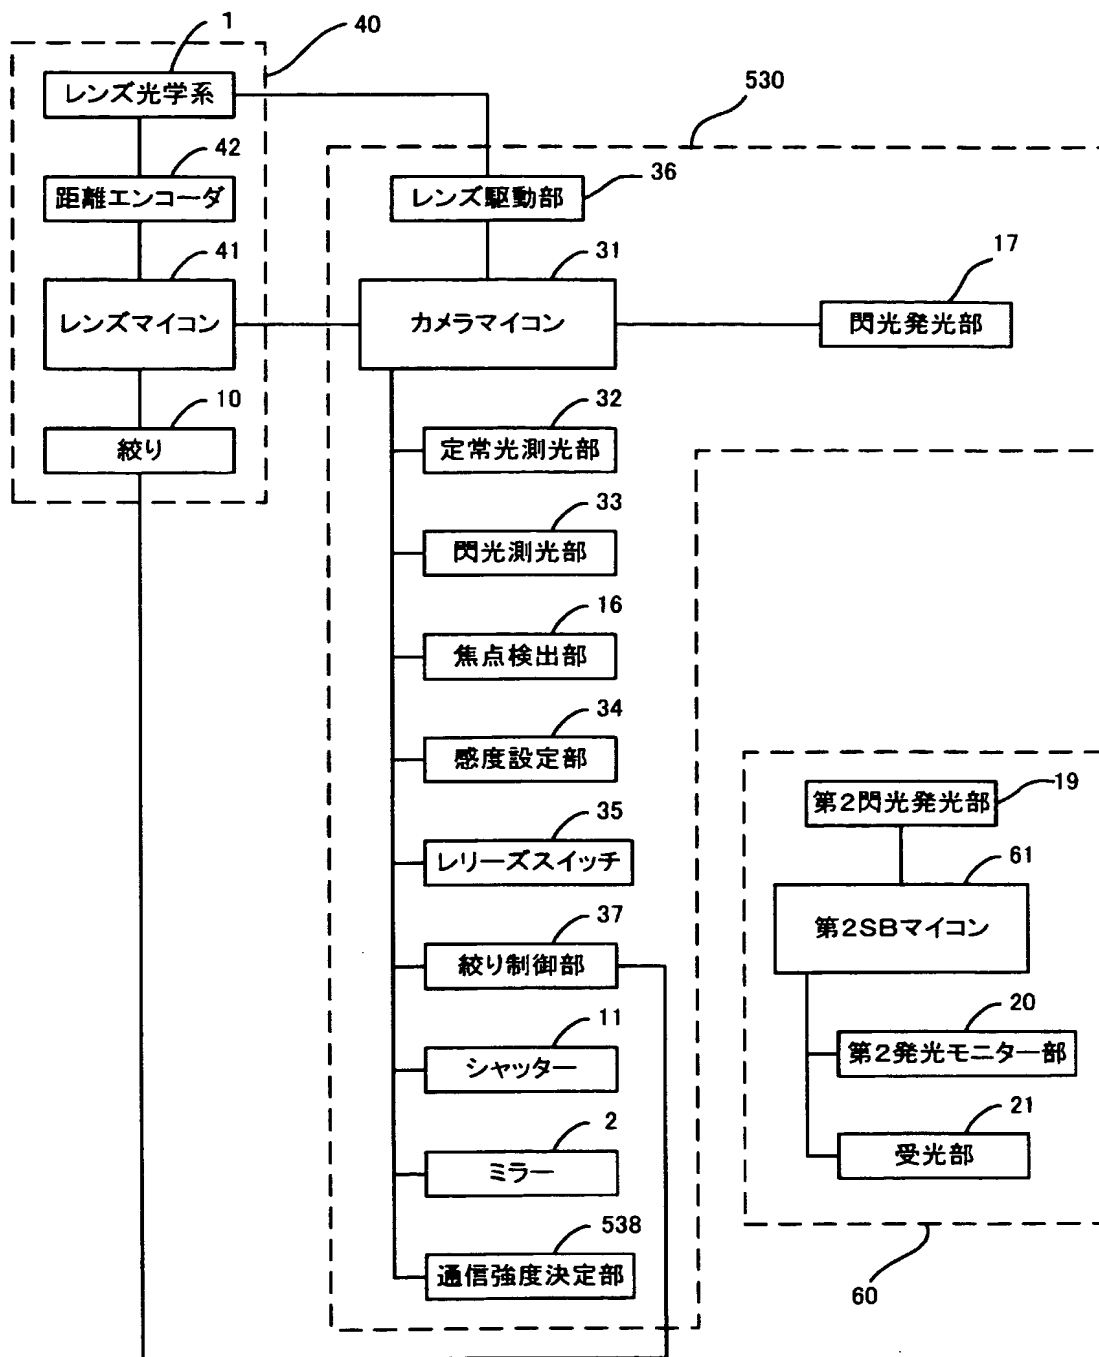 1
40
レンズ光学系
530
42
距離エンコーダ
36
レンズ駆動部
41
レンズマイコン
31
カメラマイコン
17
閃光発光部
10
絞り
32
定常光測光部
33
閃光測光部
16
焦点検出部
34
感度設定部
35
レリーズスイッチ
37
絞り制御部
11
シャッター
2
ミラー
538
通信強度決定部
第2閃光発光部
19
61
第2SBマイコン
20
第2発光モニター部
21
受光部
60